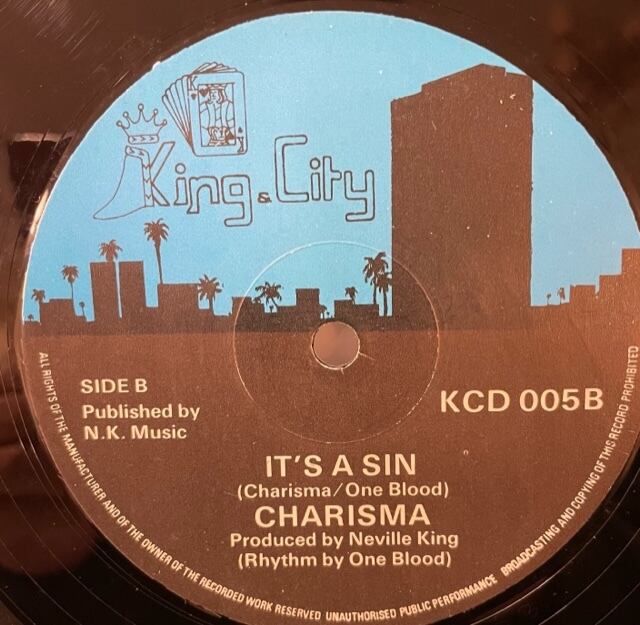 King & City
SIDE B
Published by
N.K. Music
KCD 005B
IT'S A SIN
(Charisma/One Blood)
CHARISMA
Produced by Neville King
(Rhythm by One Blood)
ALL RIGHTS OF THE MANUFACTURER AND OF THE OWNER OF THE RECORDED WORK RESERVED UNAUTHORISED PUBLIC PERFORMANCE BROADCASTING AND COPYING OF THIS RECORD PROHIBITED